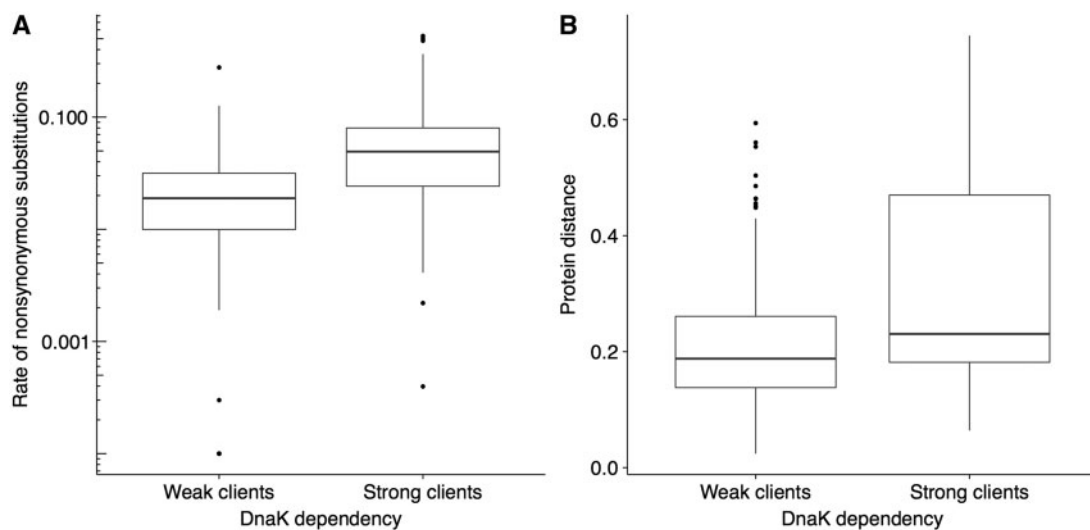 A
Rate of nonsynonymous substitutions
0.100
0.001
Weak clients
Strong clients
DnaK dependency
B
Protein distance
0.6
0.4
0.2
0.0
Weak clients
Strong clients
DnaK dependency